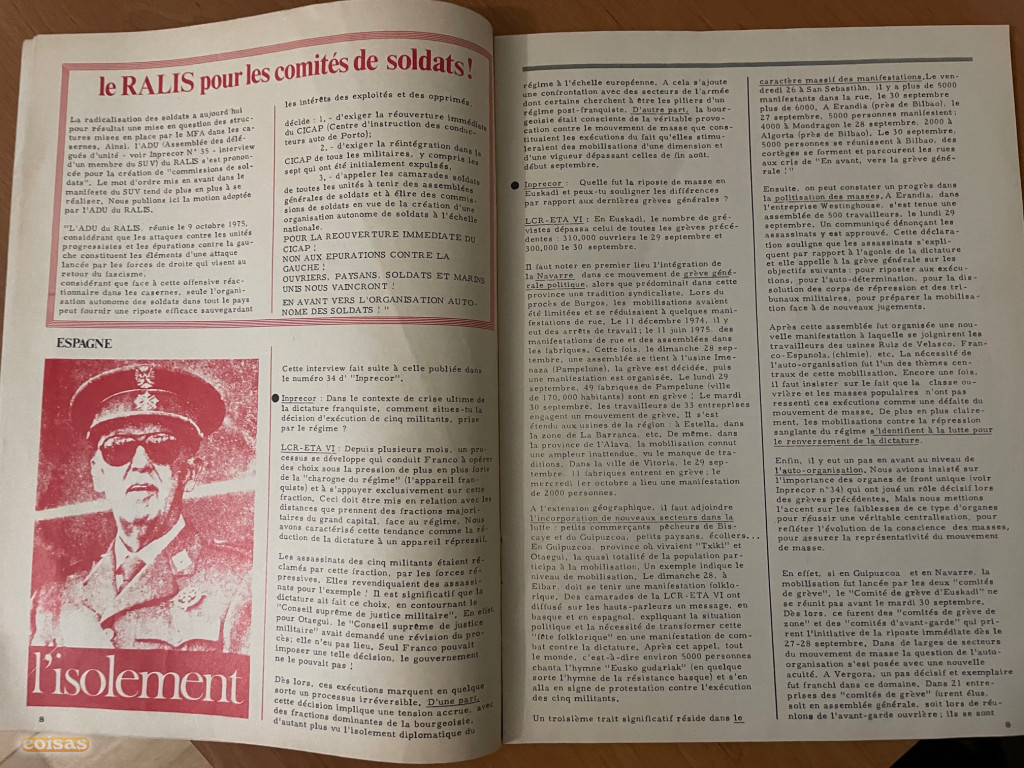 le RALIS pour les comités de soldats!
La radicalisation des soldats a aujourd'hui
pour résultat une mise en question des struc-
tures mises en place par le MFA dans les ca-
sernes. Ainsi, l'ADU (Assemblée des délé-
gués d'unité - voir Inprecor N° 35 - interview
d'un membre du SUV) du RALIS s'est pronon-
cée pour la création de "commissions de sol-
dats". Le mot d'ordre mis en avant dans le
manifeste du SUV tend de plus en plus à se
réaliser. Nous publions ici la motion adoptée
par l'ADU du RALIS.
"L'ADU du RALIS, réunie le 9 octobre 1975,
considérant que les attaques contre les unités
progressistes et les épurations contre la gau-
che constituent les éléments d'une attaque
lancée par les forces de droite qui visent au
retour du fascisme.
considérant que face à cette offensive réac-
tionnaire dans les casernes, seule l'organi-
sation autonome des soldats dans tout le pays
peut fournir une riposte efficace sauvegardant
les intérêts des exploités et des opprimés,
décide : 1. - d'exiger la réouverture immédiate
du CICAP (Centre d'instruction des conduc-
teurs auto de Porto);
2. - d'exiger la réintégration dans le
CICAP de tous les militaires, y compris les
sept qui ont été initialement expulsés,
3. - d'appeler les camarades soldats
de toutes les unités à tenir des assemblées
générales de soldats et à élire des commis-
sions de soldats en vue de la création d'une
organisation autonome de soldats à l'échelle
nationale.
POUR LA REOUVERTURE IMMEDIATE DU
CICAP ;
NON AUX EPURATIONS CONTRE LA
GAUCHE ;
OUVRIERS, PAYSANS, SOLDATS ET MARINS
UNIS NOUS VAINCRONT !
EN AVANT VERS L'ORGANISATION AUTO-
NOME DES SOLDATS ! "
ESPAGNE
l'isolement
8
coisas
Cette interview fait suite à celle publiée dans
le numéro 34 d' "Inprecor".
Inprecor : Dans le contexte de crise ultime de
la dictature franquiste, comment situes-tu la
décision d'exécution de cinq militants, prise
par le régime ?
LCR-ETA VI : Depuis plusieurs mois, un pro-
cessus se développe qui conduit Franco à opérer
des choix sous la pression de plus en plus forte
de la "charogne du régime" (l'appareil fran-
quiste) et à s'appuyer exclusivement sur cette
fraction. Ceci doit être mis en relation avec les
distances que prennent des fractions majori-
taires du grand capital, face au régime. Nous
avons caractérisé cette tendance comme la ré-
duction de la dictature à un appareil répressif.
Les assassinats des cinq militants étaient ré-
clamés par cette fraction, par les forces ré-
pressives. Elles revendiquaient des assassi-
nats pour l'exemple ! Il est significatif que la
dictature ait fait ce choix, en contournant le
"Conseil suprême de justice militaire". En effet
pour Otaegui, le "Conseil suprême de justice
militaire" avait demandé une révision du pro-
cès; elle n'eu pas lieu. Seul Franco pouvait
imposer une telle décision, le gouvernement
ne le pouvait pas !
Dès lors, ces exécutions marquent en quelque
sorte un processus irréversible. D'une part,
cette décision implique une tension accrue, avec
des fractions dominantes de la bourgeoisie,
d'autant plus vu l'isolement diplomatique du
régime à l'échelle européenne. A cela s'ajoute
une confrontation avec des secteurs de l'armée
dont certains cherchent à être les piliers d'un
régime post-franquiste. D'autre part, la bour-
geoisie était consciente de la véritable provo-
cation contre le mouvement de masse que cons-
tituaient les exécutions du fait qu'elles stimu-
leraient des mobilisations d'une dimension et
d'une vigueur dépassant celles de fin août,
début septembre.
Inprecor : Quelle fut la riposte de masse en
Euskadi et peux-tu souligner les différences
par rapport aux dernières grèves générales ?
LCR-ETA VI : En Euskadi, le nombre de gré-
vistes dépassa celui de toutes les grèves précé-
dentes : 310,000 ouvriers le 29 septembre et
300,000 le 30 septembre.
Il faut noter en premier lieu l'intégration de
la Navarre dans ce mouvement de grève géné-
rale politique, alors que prédominait dans cette
province une tradition syndicaliste. Lors du
procès de Burgos, les mobilisations avaient
été limitées et se réduisaient à quelques mani-
festations de rue. Le 11 décembre 1974, il y
eut des arrêts de travail; le 11 juin 1975, des
manifestations de rue et des assemblées dans
les fabriques. Cette fois, le dimanche 28 sep-
tembre, une assemblée se tient à l'usine Ime-
naza (Pampelune), la grève est décidée, puis
une manifestation est organisée. Le lundi 29
septembre, 49 fabriques de Pampelune (ville
de 170,000 habitants) sont en grève ; le mardi
30 septembre, les travailleurs de 33 entreprises
engagent un mouvement de grève. Il s'est
étendu aux usines de la région : à Estella, dans
la zone de La Barranca, etc. De même, dans
la province de l'Alava, la mobilisation connut
une ampleur inattendue, vu le manque de tra-
ditions. Dans la ville de Vitoria, le 29 sep-
tembre, 11 fabriques entrent en grève ; le
mercredi 1er octobre a lieu une manifestation
de 2000 personnes.
A l'extension géographique, il faut adjoindre
l'incorporation de nouveaux secteurs dans la
lutte : petits commerçants pêcheurs de Bis-
caye et du Guipuzcoa, petits paysans, écoliers...
En Guipuzcoa, province où vivaient "Txiki" et
Otaegui, la quasi totalité de la population par-
ticipa à la mobilisation. Un exemple indique le
niveau de mobilisation. Le dimanche 28, à
Eibar, doit se tenir une manifestation folklo-
rique. Des camarades de la LCR-ETA VI ont
diffusé sur les hauts-parleurs un message, en
basque et en espagnol, expliquant la situation
politique et la nécessité de transformer cette
"fête folklorique" en une manifestation de com-
bat contre la dictature. Après cet appel, tout
le monde, c'est-à-dire environ 5000 personnes
chanta l'hymne "Eusko gudariak" (en quelque
sorte l'hymne de la résistance basque) et s'en
alla en signe de protestation contre l'exécution
des cinq militants.
Un troisième trait significatif réside dans le
caractère massif des manifestations. Le ven-
dredi 26 à San Sebastiàn, il y a plus de 5000
manifestants dans la rue, le 30 septembre
plus de 6000. A Erandia (près de Bilbao), le
27 septembre, 5000 personnes manifestent;
4000 à Mondragon le 28 septembre, 2000 à
Algorta (près de Bilbao). Le 30 septembre,
5000 personnes se réunissent à Bilbao, des
cortèges se forment et parcourent les rues
aux cris de "En avant, vers la grève géné-
rale !"
Ensuite, on peut constater un progrès dans
la politisation des masses. A Erandia, dans
l'entreprise Westinghouse, s'est tenue une
assemblée de 500 travailleurs, le lundi 29
septembre. Un communiqué dénonçant les
assassinats y est approuvé. Cette déclara-
tion souligne que les assassinats s'expli-
quent par rapport à l'agonie de la dictature
et elle appelle à la grève générale sur les
objectifs suivants : pour riposter aux exécu-
tions, pour l'auto-détermination, pour la dis-
solution des corps de répression et des tri-
bunaux militaires, pour préparer la mobilisa-
tion face à de nouveaux jugements.
Après cette assemblée fut organisée une nou-
velle manifestation à laquelle se joignirent les
travailleurs des usines Ruiz de Velasco, Fran-
co-Espanola, (chimie), etc. La nécessité de
l'auto-organisation fut l'un des thèmes cen-
traux de cette mobilisation. Encore une fois,
il faut insister sur le fait que la classe ou-
vrière et les masses populaires n'ont pas
ressenti ces exécutions comme une défaite du
mouvement de masse. De plus en plus claire-
ment, les mobilisations contre la répression
sanglante du régime s'identifient à la lutte pour
le renversement de la dictature.
Enfin, il y eut un pas en avant au niveau de
l'auto-organisation. Nous avions insisté sur
l'importance des organes de front unique (voir
Inprecor n°34) qui ont joué un rôle décisif lors
des grèves précédentes. Mais nous mettions
l'accent sur les faiblesses de ce type d'organes
pour réussir une véritable centralisation, pour
refléter l'évolution de la conscience des masses,
pour assurer la représentativité du mouvement
de masse.
En effet, si en Guipuzcoa et en Navarre, la
mobilisation fut lancée par les deux "comités
de grève", le "Comité de grève d'Euskadi" ne
se réunit pas avant le mardi 30 septembre.
Dès lors, ce furent des "comités de grève de
zone" et des "comités d'avant-garde" qui pri-
rent l'initiative de la riposte immédiate dès le
27-28 septembre. Dans de larges de secteurs
du mouvement de masse la question de l'auto-
organisation s'est posée avec une nouvelle
acuité. A Vergora, un pas décisif et exemplaire
fut franchi dans ce domaine. Dans 21 entre-
prises des "comités de grève" furent élus,
soit en assemblée générale, soit lors de réu-
nions de l'avant-garde ouvrière ; ils se sont